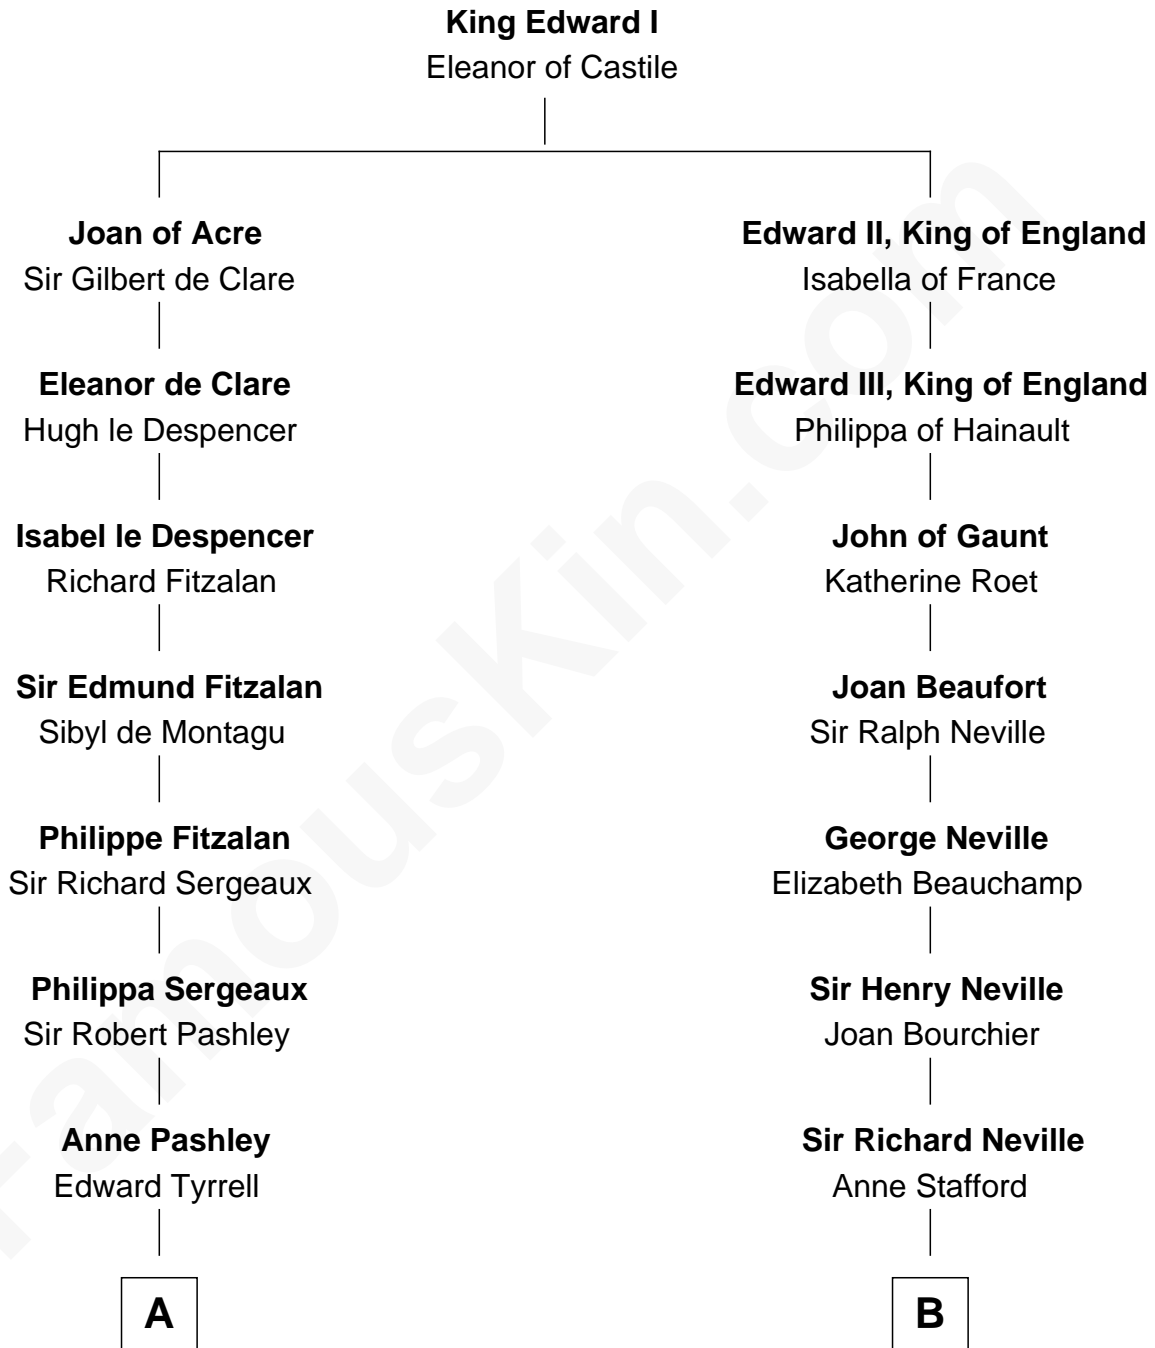 King Edward I
Eleanor of Castile
Joan of Acre
Sir Gilbert de Clare
Eleanor de Clare
Hugh le Despencer
Isabel le Despencer
Richard Fitzalan
Sir Edmund Fitzalan
Sibyl de Montagu
Philippe Fitzalan
Sir Richard Sergeaux
Philippa Sergeaux
Sir Robert Pashley
Anne Pashley
Edward Tyrrell
A
Edward II, King of England
Isabella of France
Edward III, King of England
Philippa of Hainault
John of Gaunt
Katherine Roet
Joan Beaufort
Sir Ralph Neville
George Neville
Elizabeth Beauchamp
Sir Henry Neville
Joan Bourchier
Sir Richard Neville
Anne Stafford
B
FamousKin.com